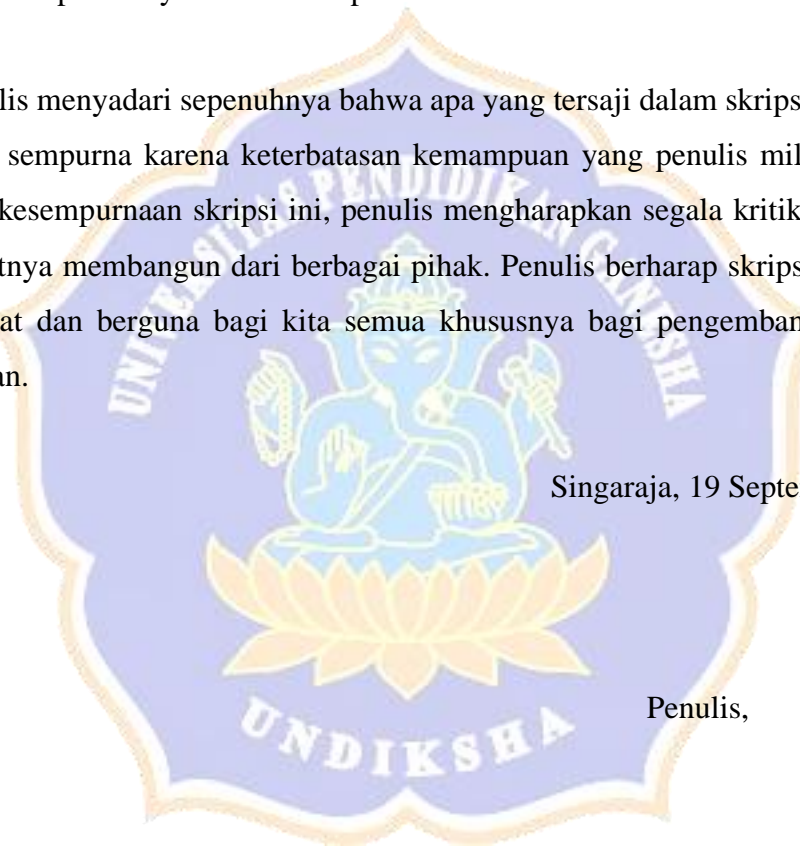 lis menyadari sepenuhnya bahwa apa yang tersaji dalam skrips
sempurna karena keterbatasan kemampuan yang penulis mil
kesempurnaan skripsi ini, penulis mengharapkan segala kritik
tnya membangun dari berbagai pihak. Penulis berharap skrips
at dan berguna bagi kita semua khususnya bagi pengemban
an.
UNIVERSITAS PENDIDIKAN GANESHA
Singaraja, 19 Septe
Penulis,
UNDIKSHA